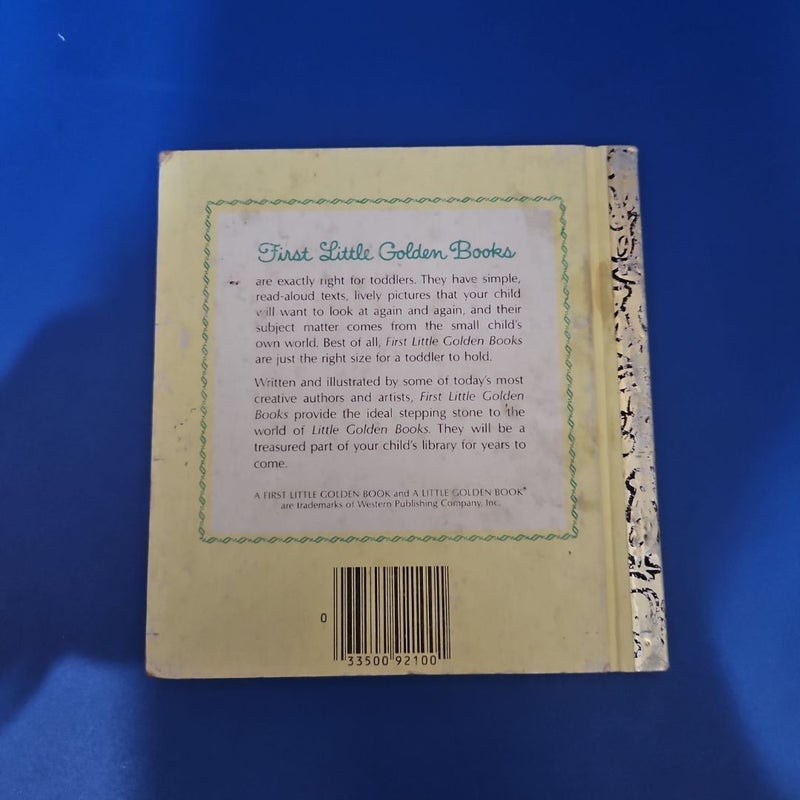 First Little Golden Books
are exactly right for toddlers. They have simple,
read-aloud texts, lively pictures that your child
will want to look at again and again, and their
subject matter comes from the small child's
own world. Best of all, First Little Golden Books
are just the right size for a toddler to hold.
Written and illustrated by some of today's most
creative authors and artists, First Little Golden
Books provide the ideal stepping stone to the
world of Little Golden Books. They will be a
treasured part of your child's library for years to
come.
A FIRST LITTLE GOLDEN BOOK and A LITTLE GOLDEN BOOK®
are trademarks of Western Publishing Company, Inc.
0
33500 92100